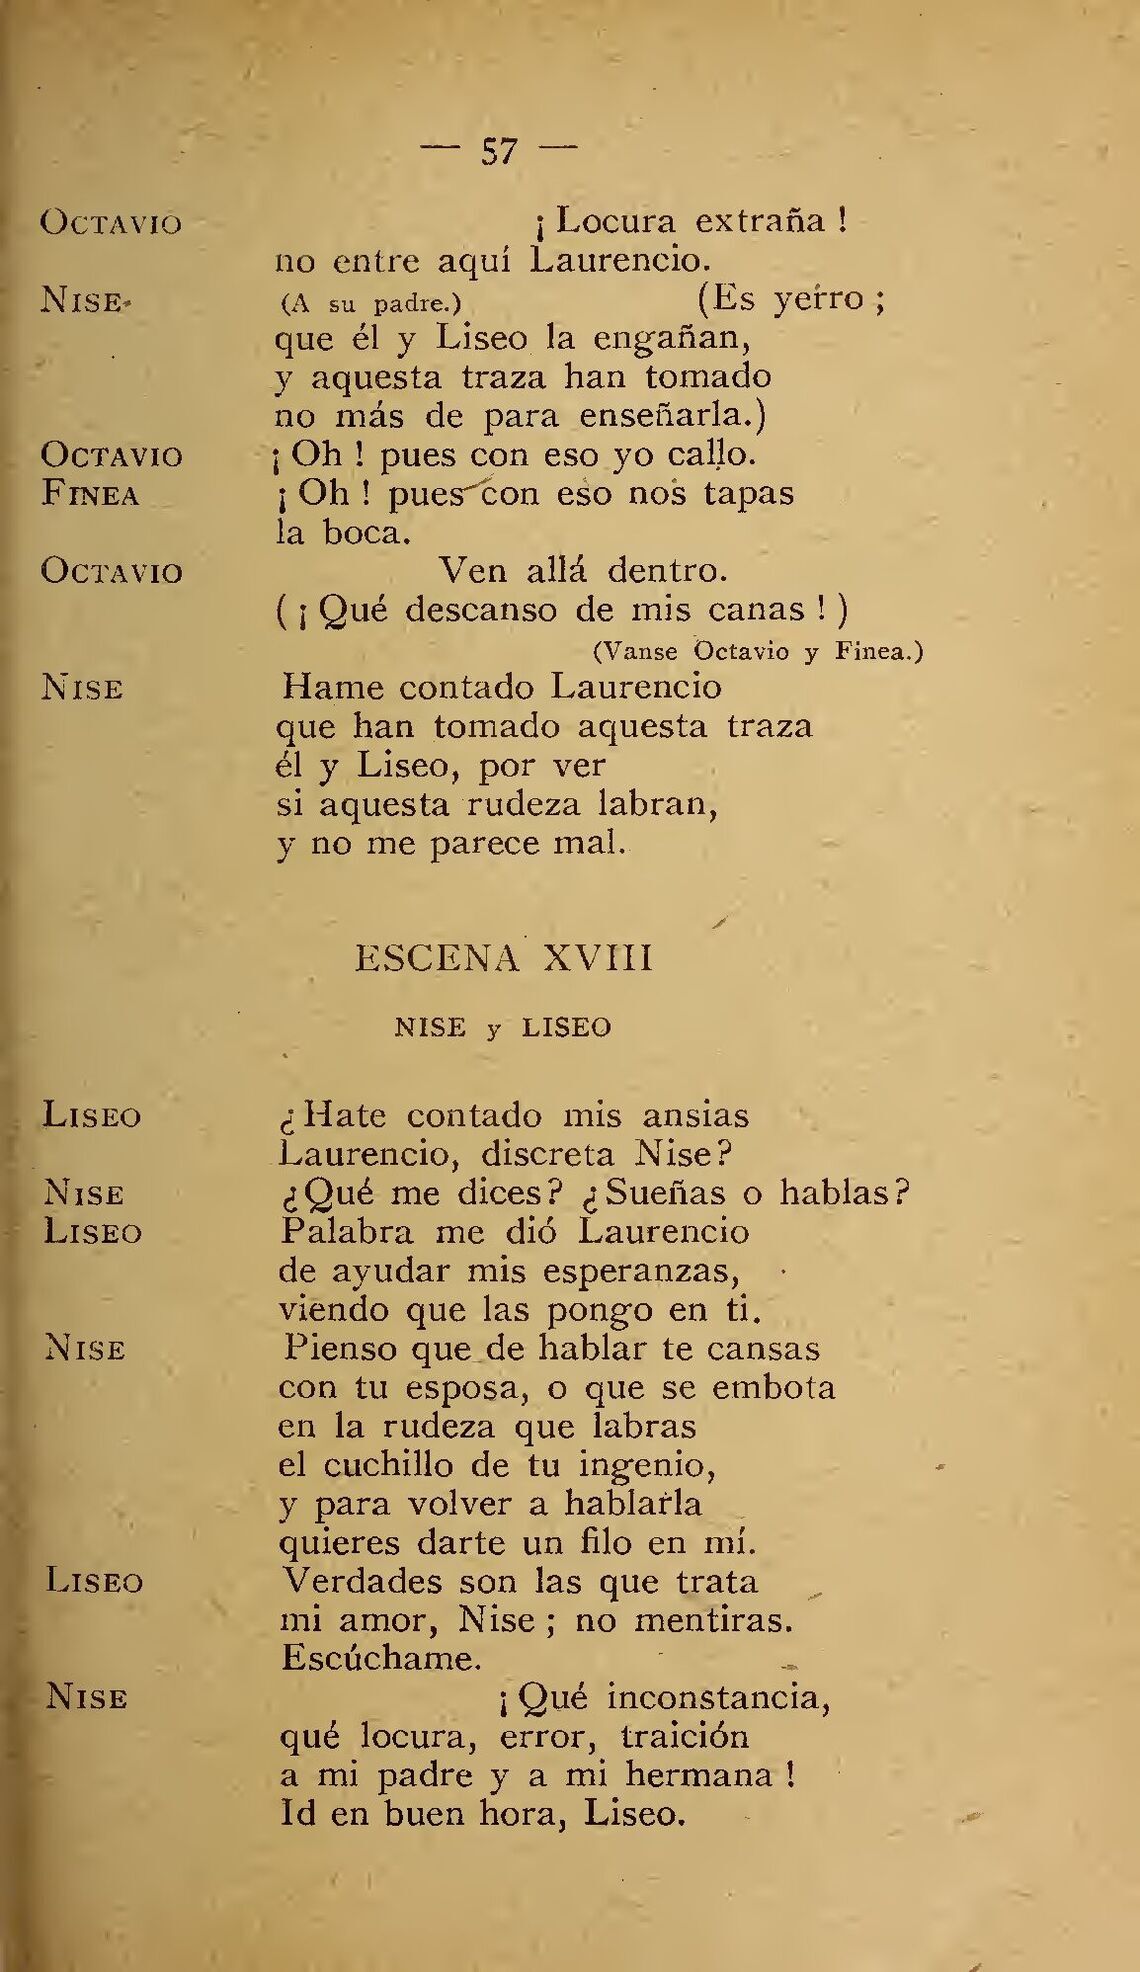 — 57 —
OCTAVIO ¡Locura extraña!
no entre aquí Laurencio.
NISE (A su padre.) (Es yerro;
que él y Liseo la engañan,
y aquesta traza han tomado
no más de para enseñarla.)
OCTAVIO ¡Oh! pues con eso yo callo.
FINEA ¡Oh! pues con eso nos tapas
la boca.
OCTAVIO Ven allá dentro.
(¡Qué descanso de mis canas!)
(Vanse Octavio y Finea.)
NISE Hame contado Laurencio
que han tomado aquesta traza
él y Liseo, por ver
si aquesta rudeza labran,
y no me parece mal.
ESCENA XVIII
NISE y LISEO
LISEO ¿Hate contado mis ansias
Laurencio, discreta Nise?
NISE ¿Qué me dices? ¿Sueñas o hablas?
LISEO Palabra me dió Laurencio
de ayudar mis esperanzas,
viendo que las pongo en ti.
NISE Pienso que de hablar te cansas
con tu esposa, o que se embota
en la rudeza que labras
el cuchillo de tu ingenio,
y para volver a hablarla
quieres darte un filo en mí.
LISEO Verdades son las que trata
mi amor, Nise; no mentiras.
Escúchame.
NISE ¡Qué inconstancia,
qué locura, error, traición
a mi padre y a mi hermana!
Id en buen hora, Liseo.